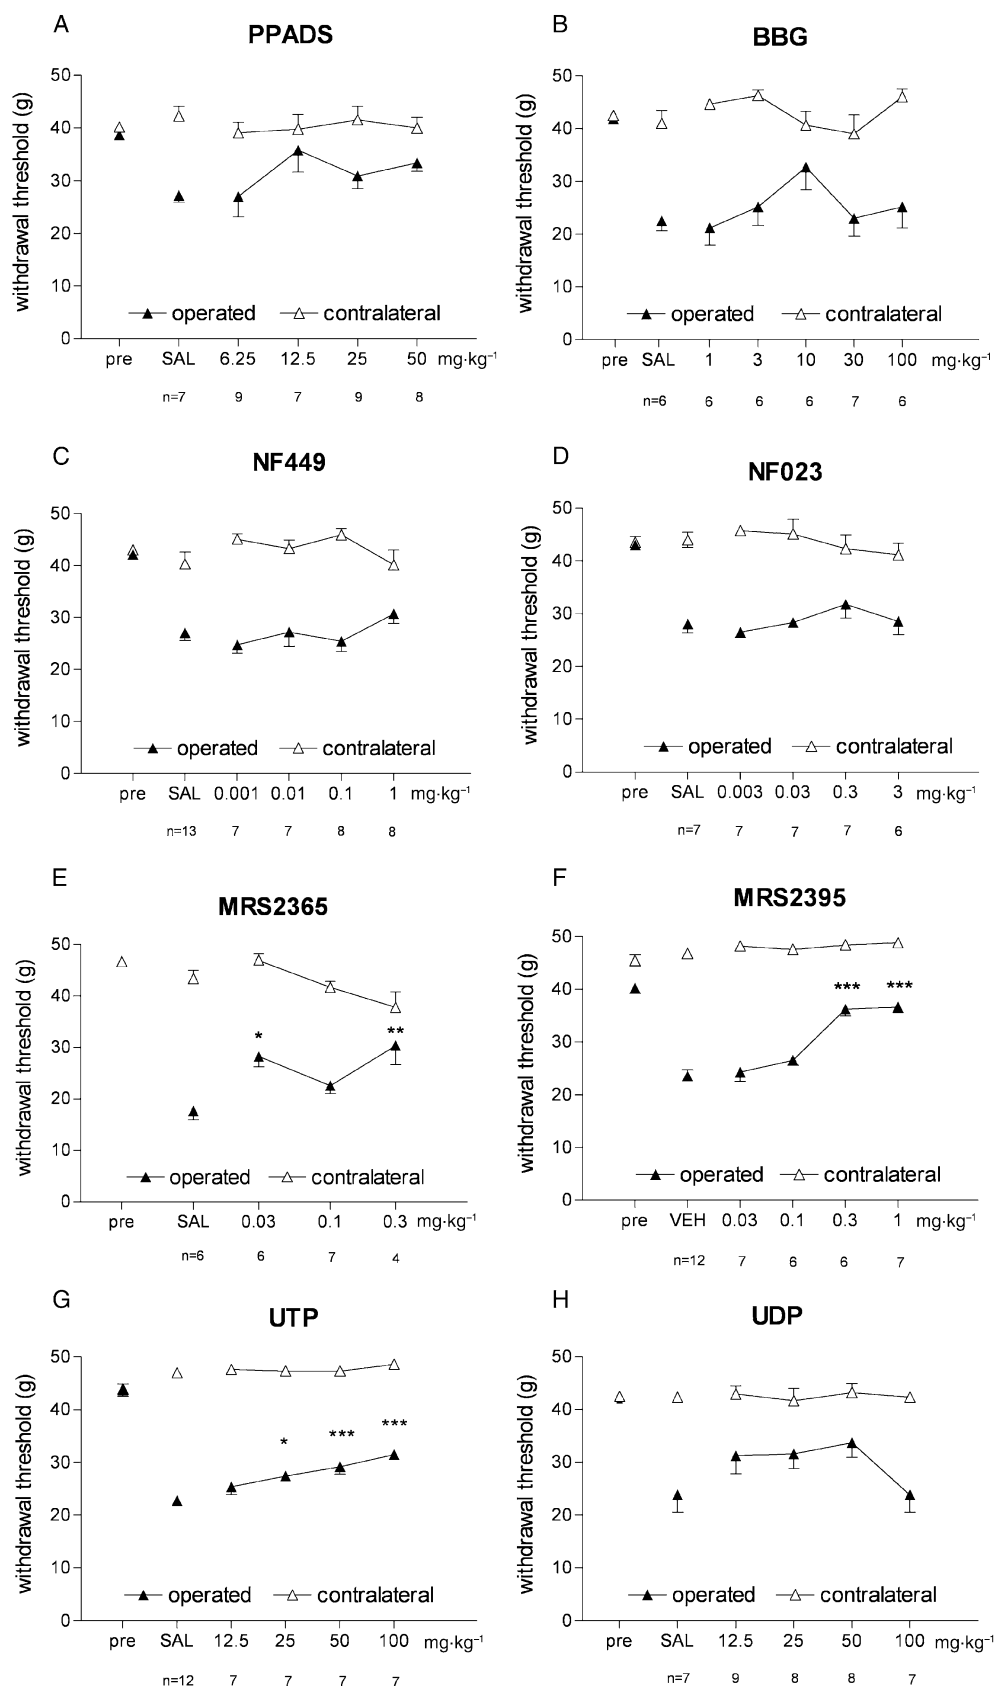 A
PPADS
withdrawal threshold (g)
50
40
30
20
10
0
operated contralateral
pre SAL 6.25 12.5 25 50 mg·kg⁻¹
n=7 9 7 9 8
B
BBG
withdrawal threshold (g)
50
40
30
20
10
0
operated contralateral
pre SAL 1 3 10 30 100 mg·kg⁻¹
n=6 6 6 6 7 6
C
NF449
withdrawal threshold (g)
50
40
30
20
10
0
operated contralateral
pre SAL 0.001 0.01 0.1 1 mg·kg⁻¹
n=13 7 7 8 8
D
NF023
withdrawal threshold (g)
50
40
30
20
10
0
operated contralateral
pre SAL 0.003 0.03 0.3 3 mg·kg⁻¹
n=7 7 7 7 6
E
MRS2365
withdrawal threshold (g)
50
40
30
20
10
0
* **
operated contralateral
pre SAL 0.03 0.1 0.3 mg·kg⁻¹
n=6 6 7 4
F
MRS2395
withdrawal threshold (g)
50
40
30
20
10
0
*** ***
operated contralateral
pre VEH 0.03 0.1 0.3 1 mg·kg⁻¹
n=12 7 6 6 7
G
UTP
withdrawal threshold (g)
50
40
30
20
10
0
* *** ***
operated contralateral
pre SAL 12.5 25 50 100 mg·kg⁻¹
n=12 7 7 7 7
H
UDP
withdrawal threshold (g)
50
40
30
20
10
0
operated contralateral
pre SAL 12.5 25 50 100 mg·kg⁻¹
n=7 9 8 8 7